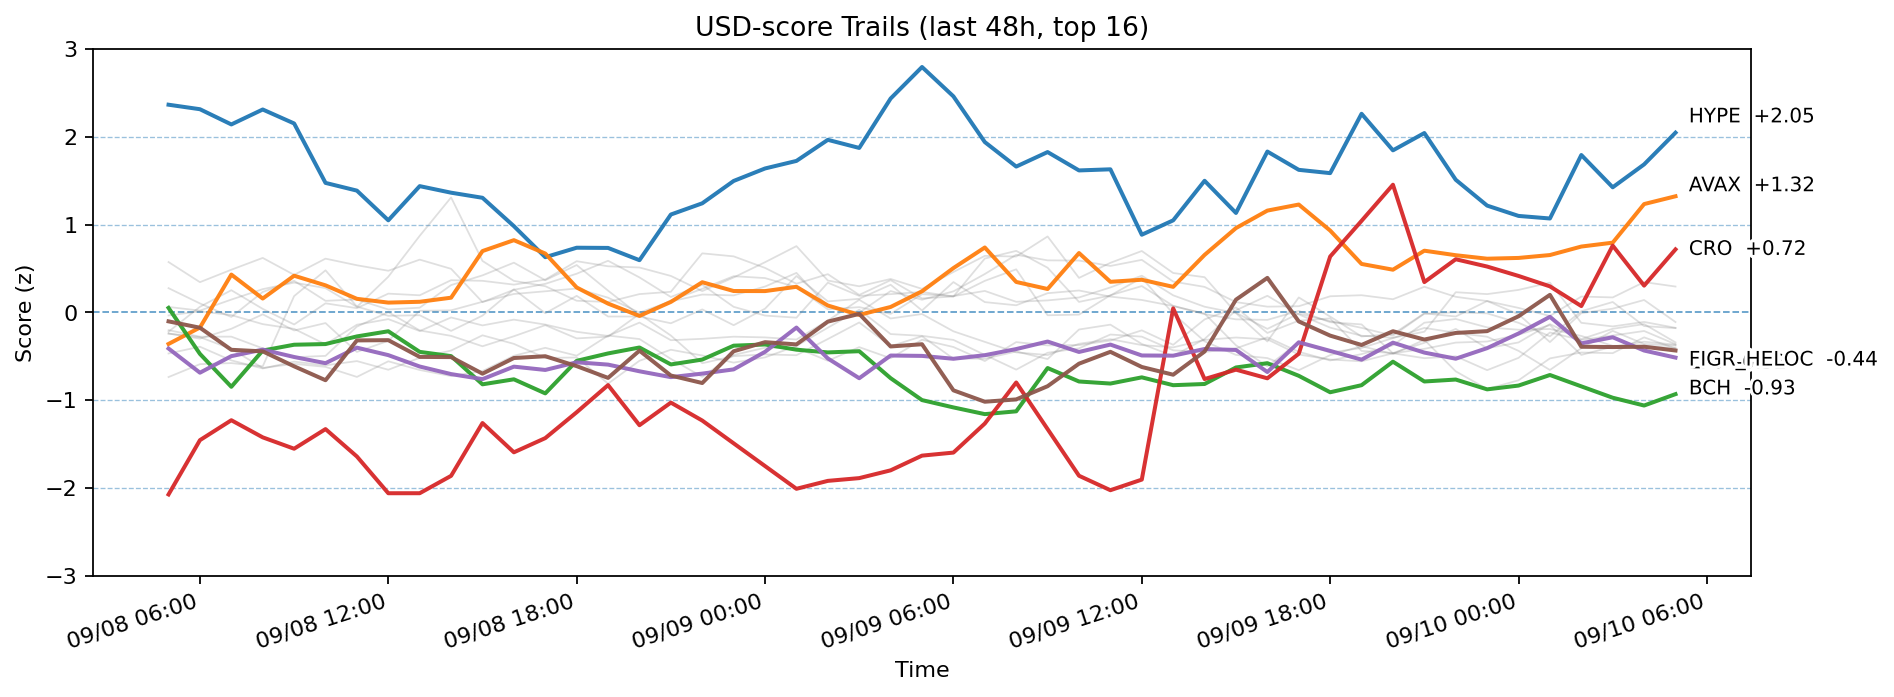 USD-score Trails (last 48h, top 16)
Score (z)
3
2
1
0
−1
−2
−3
HYPE +2.05
AVAX +1.32
CRO +0.72
FIGR_HELOC -0.44
BCH -0.93
09/08 06:00
09/08 12:00
09/08 18:00
09/09 00:00
09/09 06:00
09/09 12:00
09/09 18:00
09/10 00:00
09/10 06:00
Time